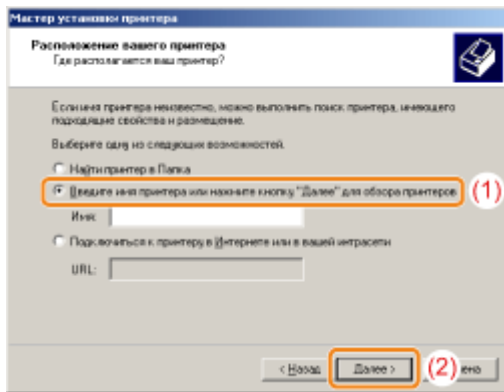 Мастер установки принтера
Расположение вашего принтера
Где располагается ваш принтер?
Если имя принтера неизвестно, можно выполнить поиск принтера, имеющего
подходящие свойства и размещение.
Выберите одну из следующих возможностей.
Найти принтер в Папка
Введите имя принтера или нажмите кнопку "Далее" для обзора принтеров (1)
Имя:
Подключиться к принтеру в Интернете или в вашей интрасети
URL:
< Назад Далее > (2) ена